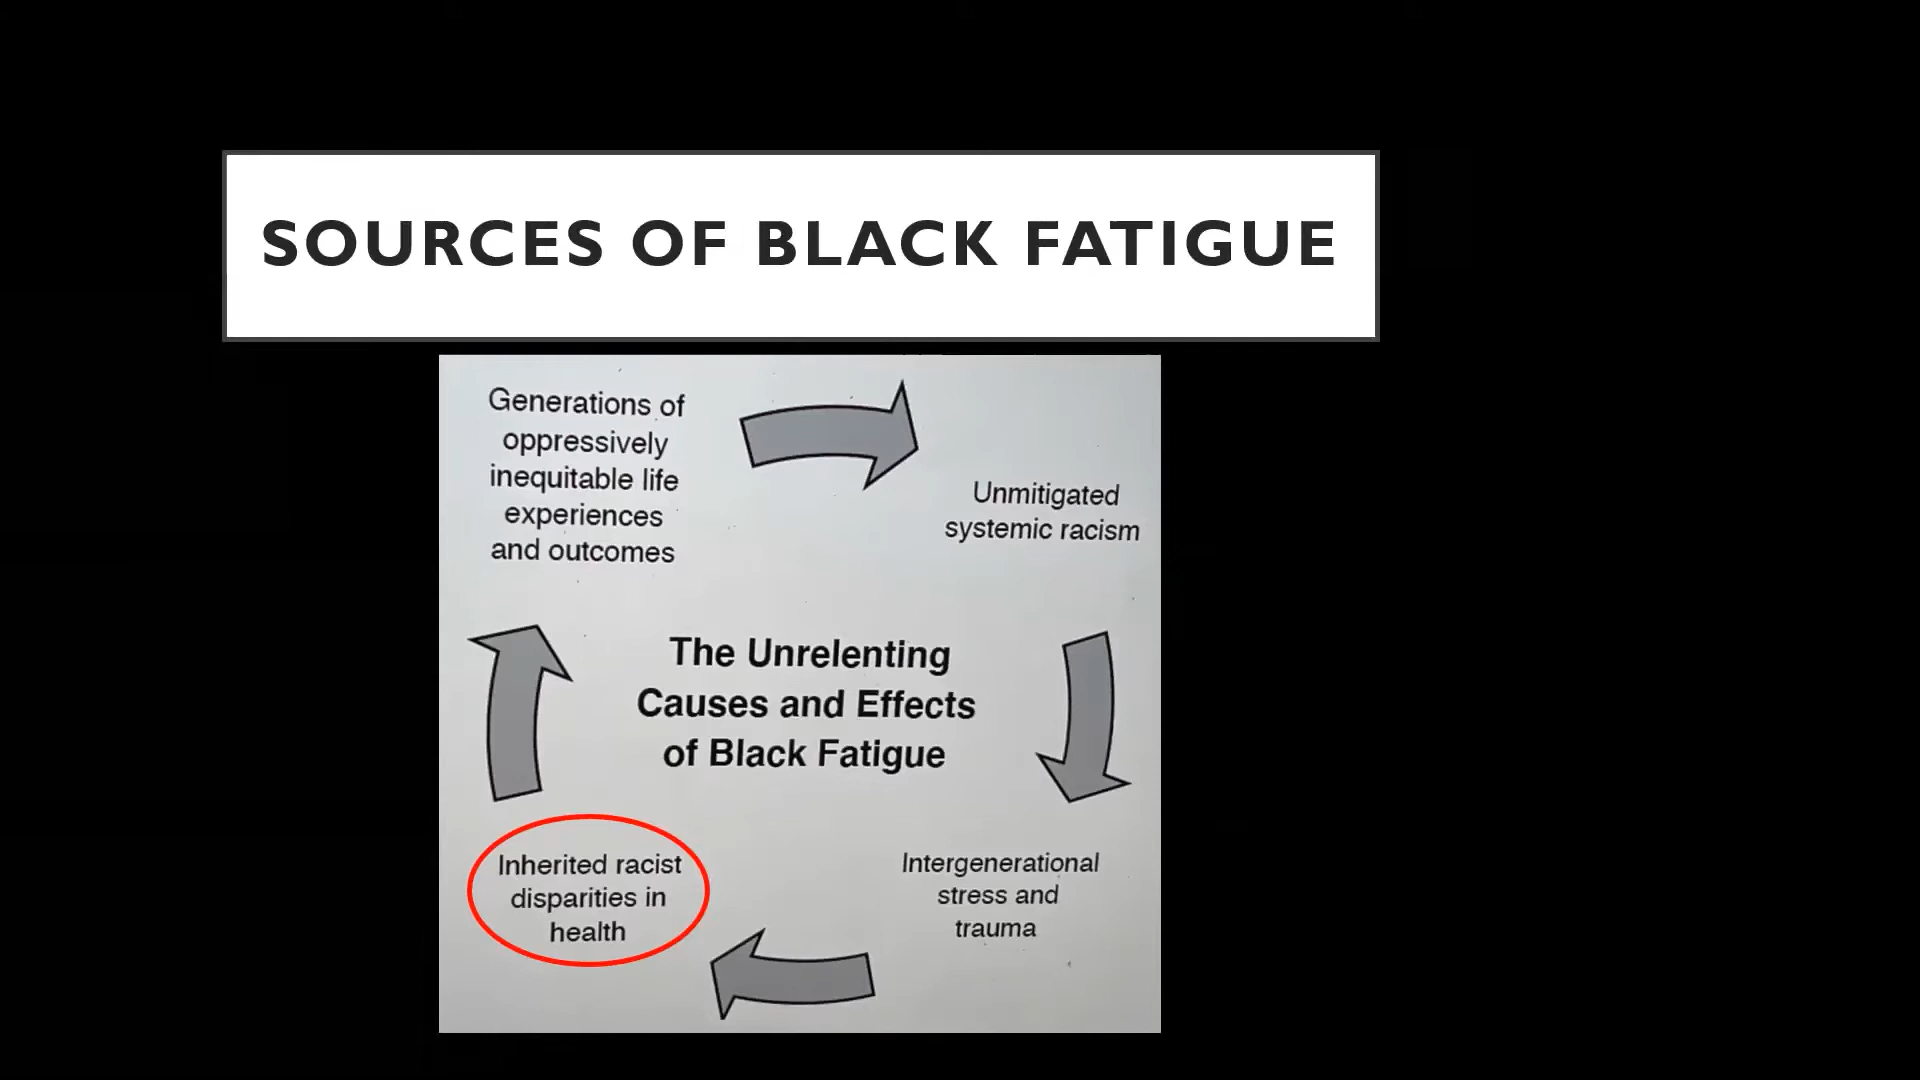 SOURCES OF BLACK FATIGUE
Generations of
oppressively
inequitable life
experiences
and outcomes
Unmitigated
systemic racism
The Unrelenting
Causes and Effects
of Black Fatigue
Inherited racist
disparities in
health
Intergenerational
stress and
trauma